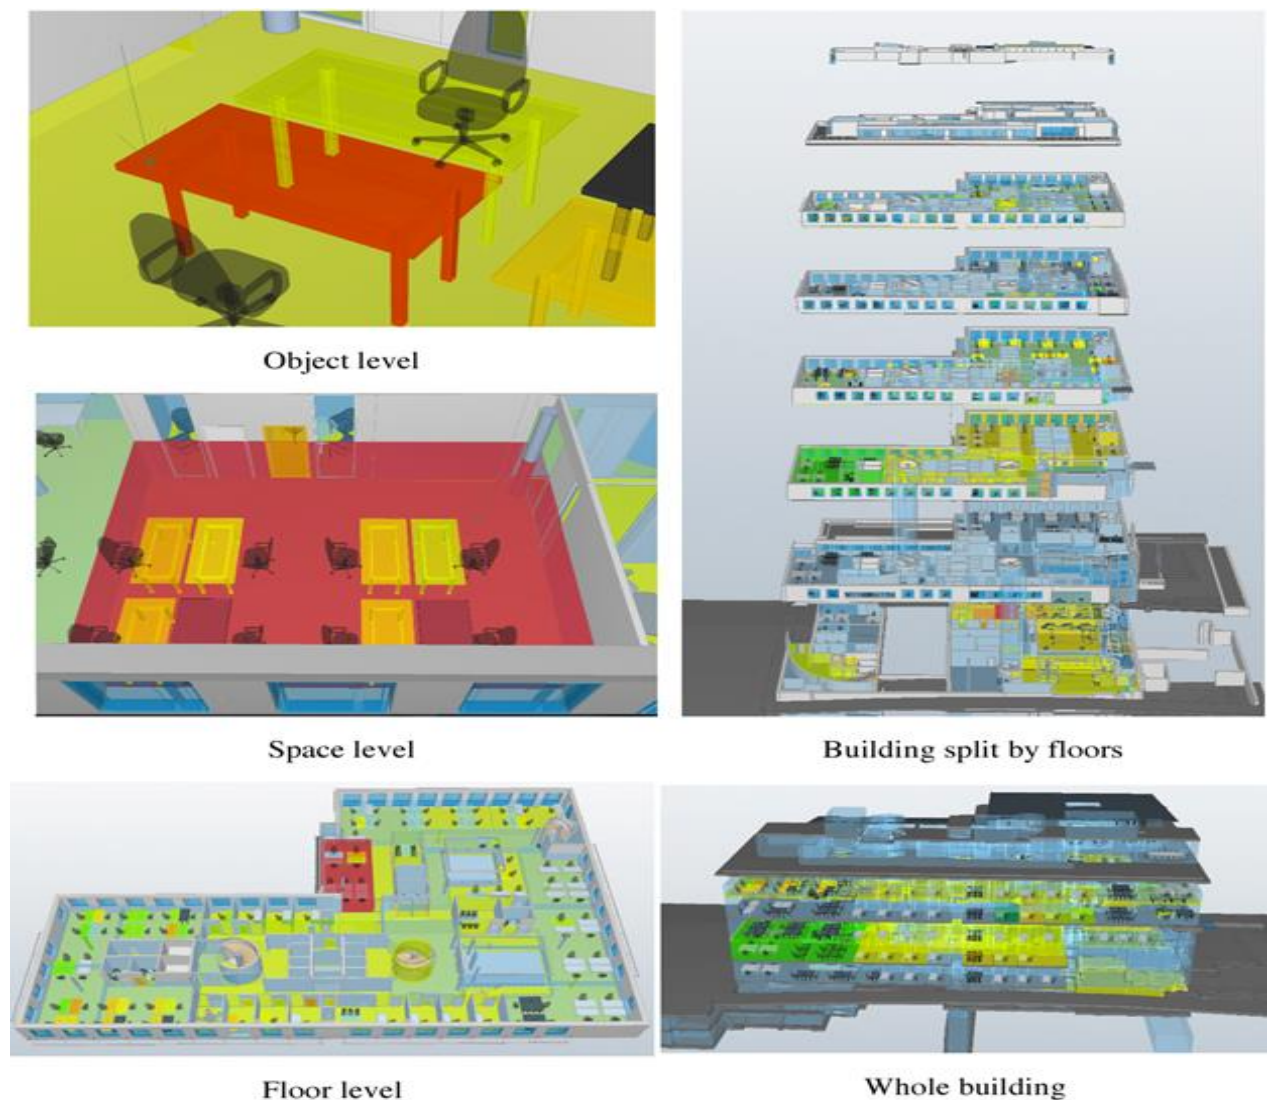 Object level
Space level
Building split by floors
Floor level
Whole building